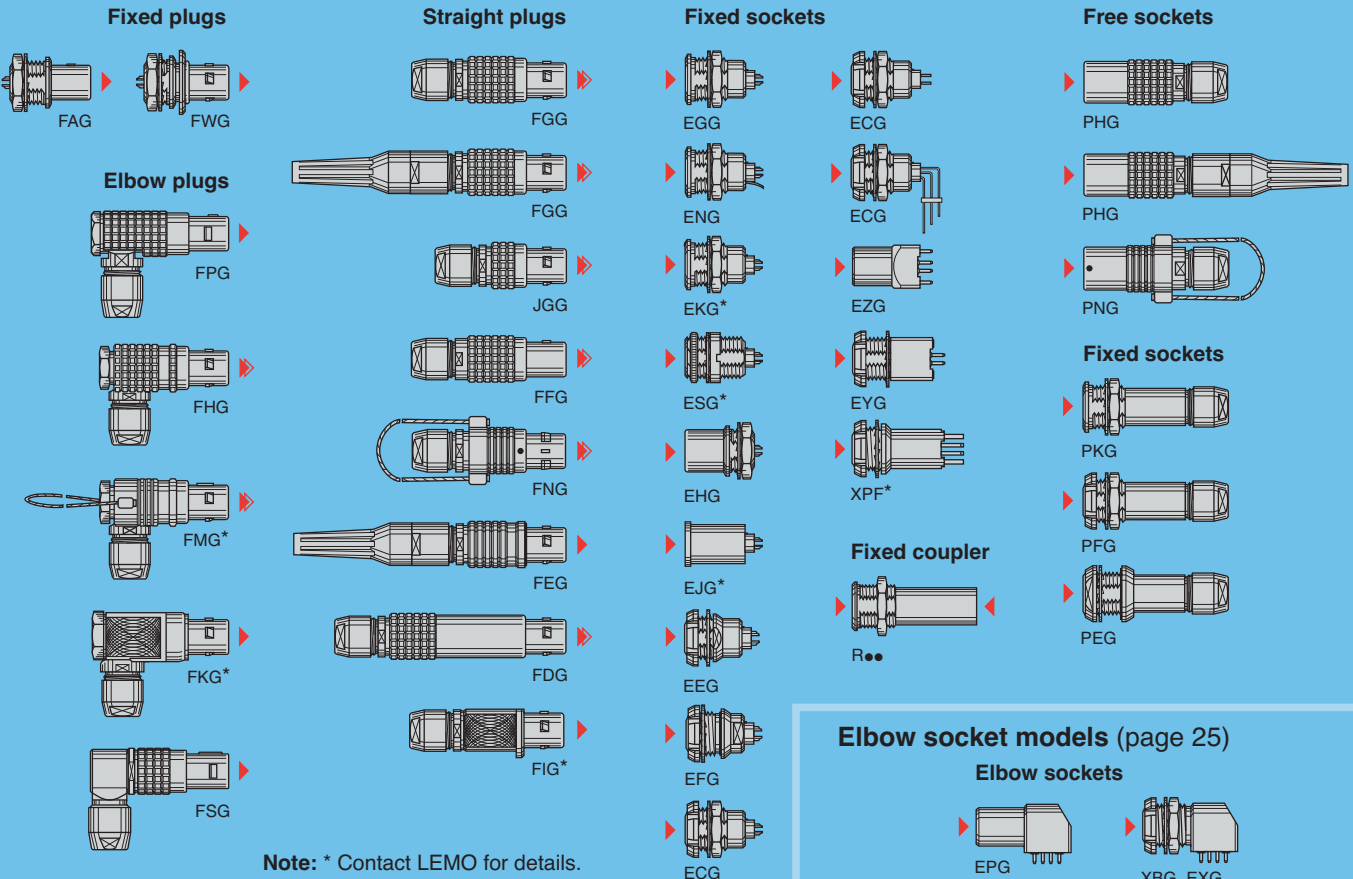 Fixed plugs
FAG
FWG
Elbow plugs
FPG
FHG
FMG*
FKG*
FSG
Straight plugs
FGG
FGG
JGG
FFG
FNG
FEG
FDG
FIG*
Note: * Contact LEMO for details.
Fixed sockets
EGG
ECG
ENG
ECG
EKG*
EZG
ESG*
EYG
EHG
XPF*
EJG*
EEG
EFG
ECG
Fixed coupler
R●●
Free sockets
PHG
PHG
PNG
Fixed sockets
PKG
PFG
PEG
Elbow socket models (page 25)
Elbow sockets
EPG
XBG EXG